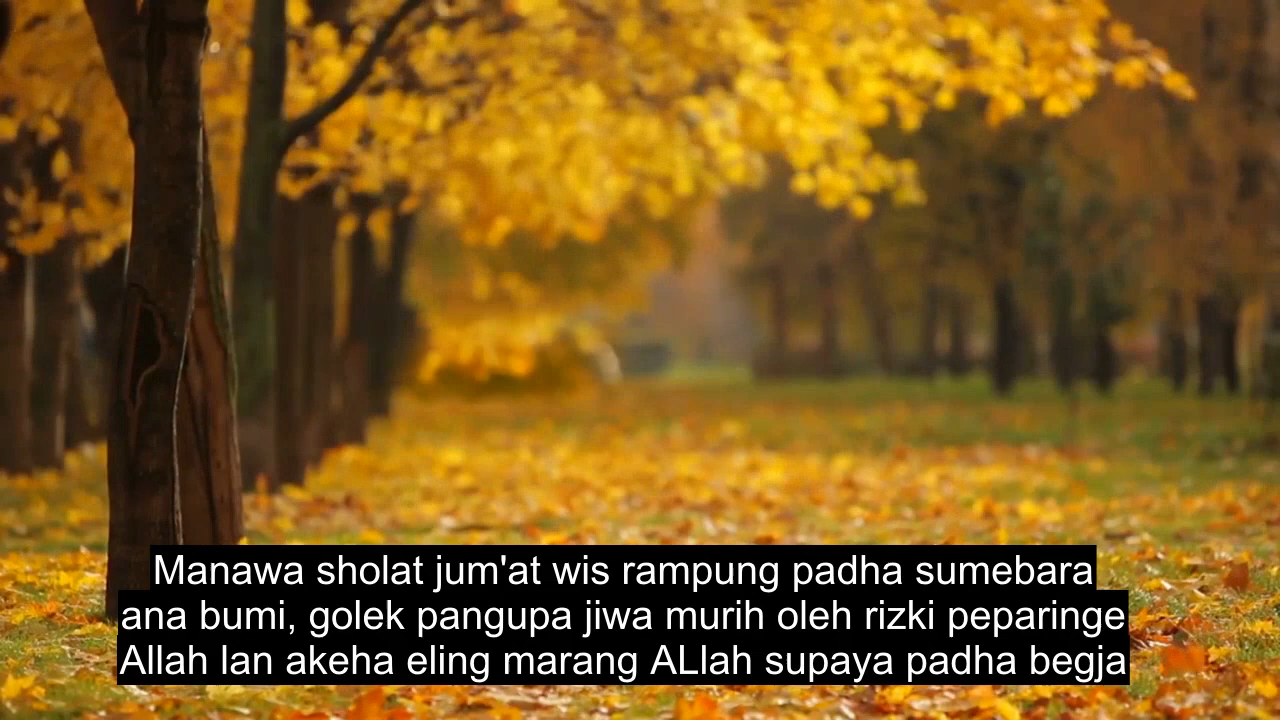 Manawa sholat jum'at wis rampung padha sumebara
ana bumi, golek pangupa jiwa murih oleh rizki peparinge
Allah lan akeha eling marang ALlah supaya padha begja